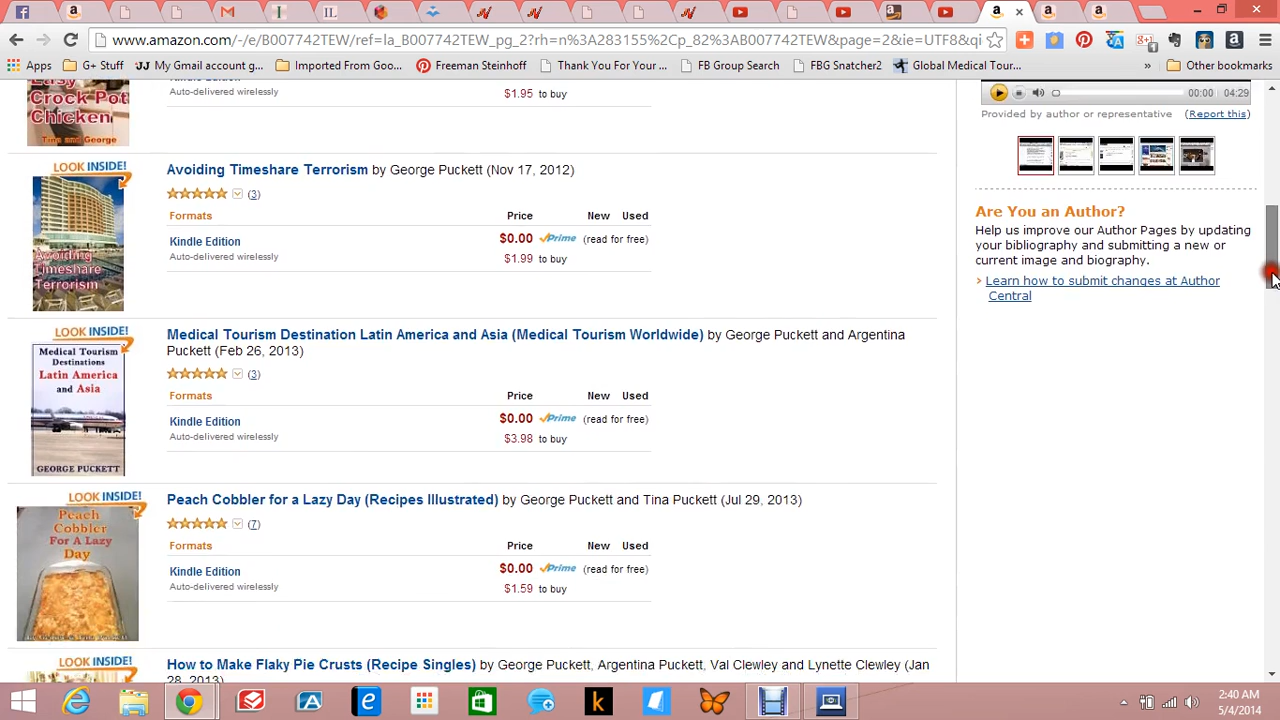 www.amazon.com/-/e/B007742TEW/ref=la_B007742TEW_pg_2?rh=n%3A283155%2Cp_82%3AB007742TEW&page=2&ie=UTF8&qi
Apps G+ Stuff My Gmail account g... Imported From Goo... Freeman Steinhoff Thank You For Your ... FB Group Search FBG Snatcher2 Global Medical Tour... » Other bookmarks
Easy
Crock Pot
Chicken
Tina and George
Auto-delivered wirelessly
$1.95 to buy
00:00 04:29
Provided by author or representative (Report this)
LOOK INSIDE!
Avoiding
Timeshare
Terrorism
Avoiding Timeshare Terrorism by George Puckett (Nov 17, 2012)
(3)
Formats Price New Used
Kindle Edition $0.00 Prime (read for free)
Auto-delivered wirelessly $1.99 to buy
Are You an Author?
Help us improve our Author Pages by updating
your bibliography and submitting a new or
current image and biography.
› Learn how to submit changes at Author
Central
LOOK INSIDE!
Medical Tourism
Destinations
Latin America
and Asia
GEORGE PUCKETT
Medical Tourism Destination Latin America and Asia (Medical Tourism Worldwide) by George Puckett and Argentina
Puckett (Feb 26, 2013)
(3)
Formats Price New Used
Kindle Edition $0.00 Prime (read for free)
Auto-delivered wirelessly $3.98 to buy
LOOK INSIDE!
Peach
Cobbler
For A Lazy
Day
Peach Cobbler for a Lazy Day (Recipes Illustrated) by George Puckett and Tina Puckett (Jul 29, 2013)
(7)
Formats Price New Used
Kindle Edition $0.00 Prime (read for free)
Auto-delivered wirelessly $1.59 to buy
LOOK INSIDE!
How to Make Flaky Pie Crusts (Recipe Singles) by George Puckett, Argentina Puckett, Val Clewley and Lynette Clewley (Jan
28, 2013)
2:40 AM
5/4/2014